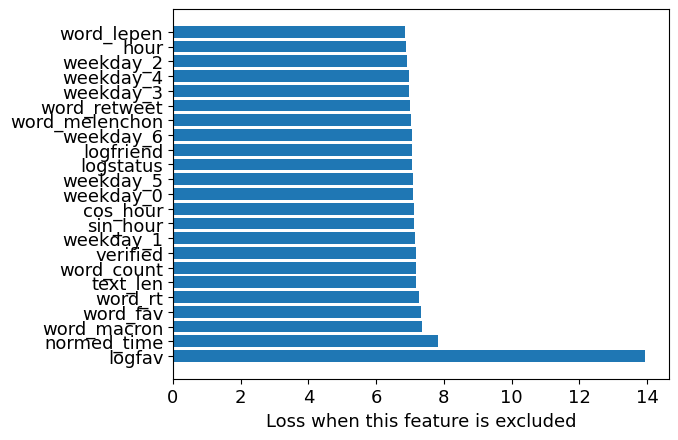 word_lepen
hour
weekday_2
weekday_4
weekday_3
word_retweet
word_melenchon
weekday_6
logfriend
logstatus
weekday_5
weekday_0
cos_hour
sin_hour
weekday_1
verified
word_count
text_len
word_rt
word_fav
word_macron
normed_time
logfav
0 2 4 6 8 10 12 14
Loss when this feature is excluded